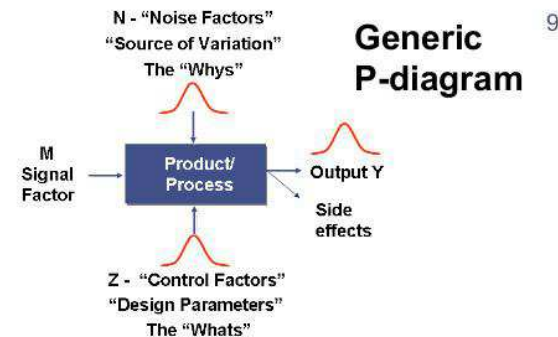 N - “Noise Factors”
“Source of Variation”
The “Whys”
Generic
P-diagram
9
M
Signal
Factor
Product/
Process
Output Y
Side
effects
Z - “Control Factors”
“Design Parameters”
The “Whats”